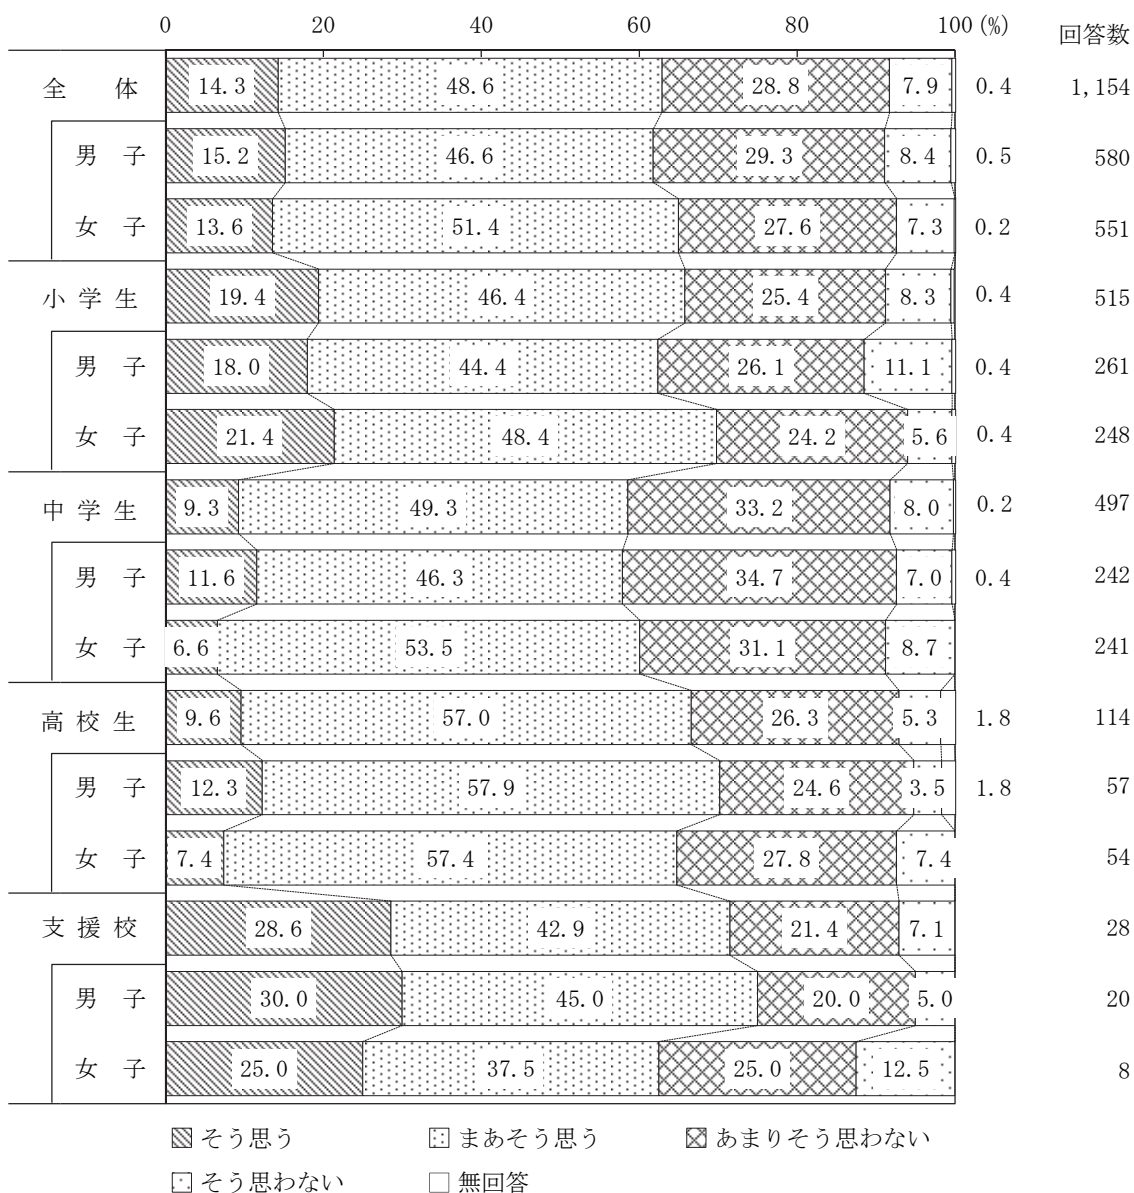 0 20 40 60 80 100 (%) 回答数
全 体 14.3 48.6 28.8 7.9 0.4 1,154
男 子 15.2 46.6 29.3 8.4 0.5 580
女 子 13.6 51.4 27.6 7.3 0.2 551
小 学 生 19.4 46.4 25.4 8.3 0.4 515
男 子 18.0 44.4 26.1 11.1 0.4 261
女 子 21.4 48.4 24.2 5.6 0.4 248
中 学 生 9.3 49.3 33.2 8.0 0.2 497
男 子 11.6 46.3 34.7 7.0 0.4 242
女 子 6.6 53.5 31.1 8.7 241
高 校 生 9.6 57.0 26.3 5.3 1.8 114
男 子 12.3 57.9 24.6 3.5 1.8 57
女 子 7.4 57.4 27.8 7.4 54
支 援 校 28.6 42.9 21.4 7.1 28
男 子 30.0 45.0 20.0 5.0 20
女 子 25.0 37.5 25.0 12.5 8
そう思う まあそう思う あまりそう思わない
そう思わない 無回答